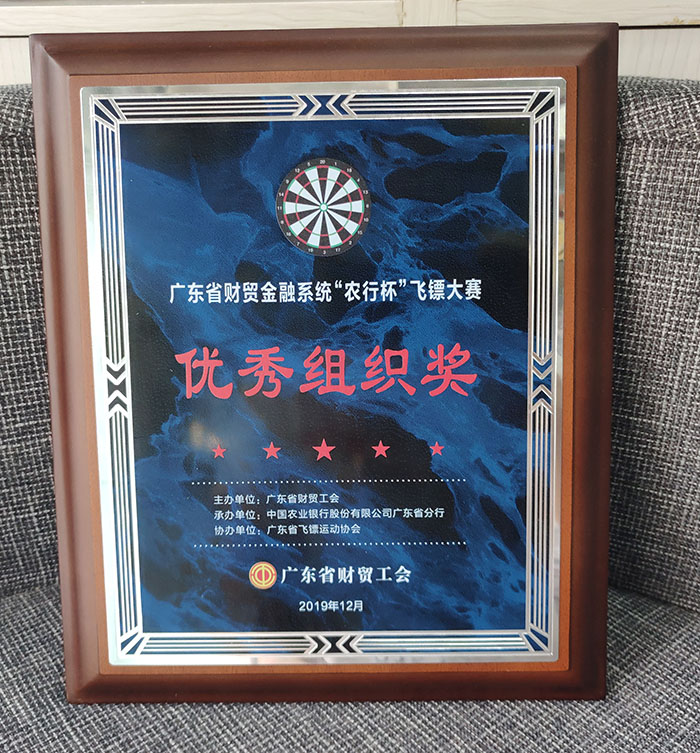 广东省财贸金融系统“农行杯”飞镖大赛
优秀组织奖
主办单位：广东省财贸工会
承办单位：中国农业银行股份有限公司广东省分行
协办单位：广东省飞镖运动协会
广东省财贸工会
2019年12月